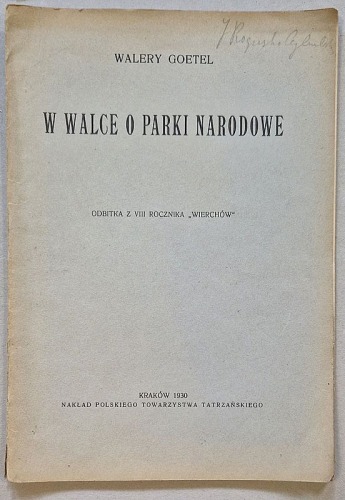 WALERY GOETEL
W WALCE O PARKI NARODOWE
ODBITKA Z VIII ROCZNIKA „WIERCHÓW"
KRAKÓW 1930
NAKŁAD POLSKIEGO TOWARZYSTWA TATRZAŃSKIEGO